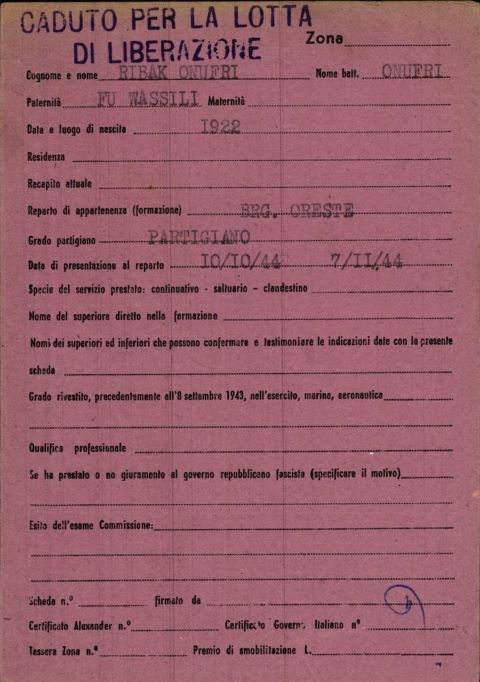 CADUTO PER LA LOTTA
DI LIBERAZIONE
Zona
Cognome e nome RIBAK ONUFRI Nome batt. ONUFRI
Paternità FU WASSILI Maternità
Data e luogo di nascita 1922
Residenza
Recapito attuale
Reparto di appartenenza (formazione) BRG. ORESTE
Grado partigiano PARTIGIANO
Data di presentazione al reparto 10/10/44 7/11/44
Specie del servizio prestato: continuativo - saltuario - clandestino
Nome del superiore diretto nella formazione
Nomi dei superiori ed inferiori che possono confermare e testimoniare le indicazioni date con la presente
scheda
Grado rivestito, precedentemente all'8 settembre 1943, nell'esercito, marina, aeronautica
Qualifica professionale
Se ha prestato o no giuramento al governo repubblicano fascista (specificare il motivo)
Esito dell'esame Commissione:
Scheda n.° firmato da
Certificato Alexander n.° Certificato Governo Italiano n°
Tessera Zona n.° Premio di smobilitazione L.